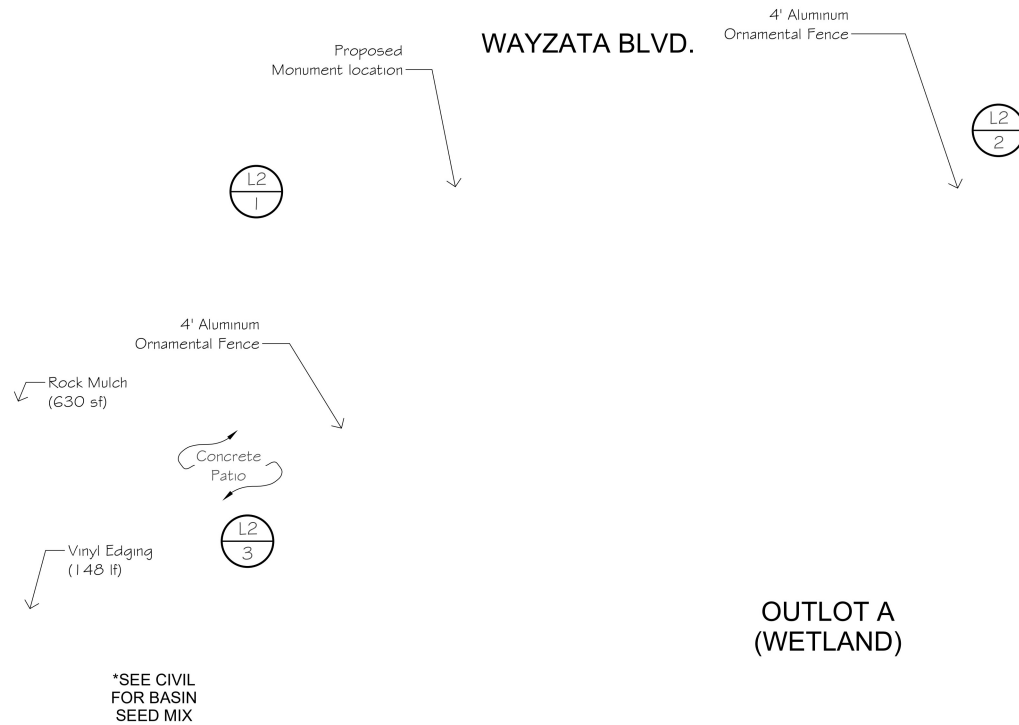 4' Aluminum
Ornamental Fence
WAYZATA BLVD.
Proposed
Monument location
L2
2
L2
1
4' Aluminum
Ornamental Fence
Rock Mulch
(630 sf)
Concrete
Patio
L2
3
Vinyl Edging
(148 lf)
OUTLOT A
(WETLAND)
*SEE CIVIL
FOR BASIN
SEED MIX